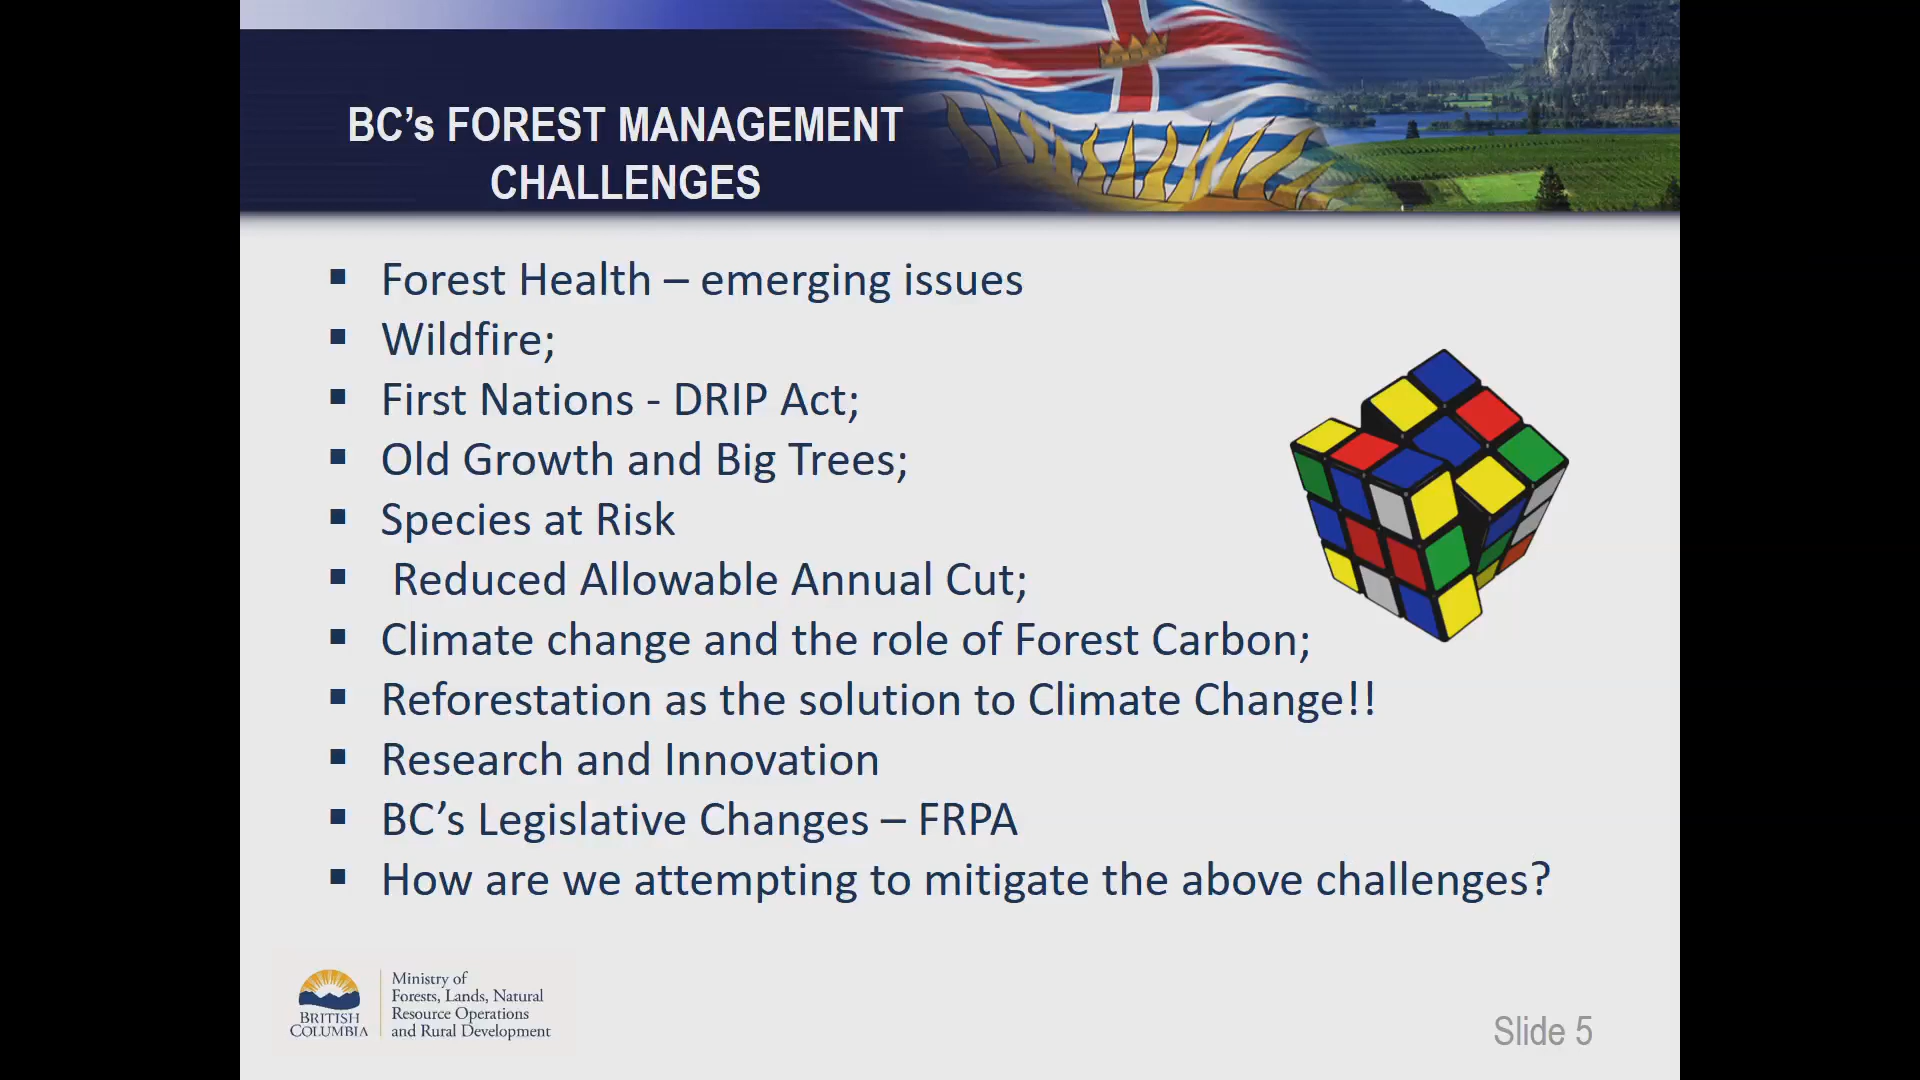 BC’s FOREST MANAGEMENT
CHALLENGES
▪ Forest Health – emerging issues
▪ Wildfire;
▪ First Nations - DRIP Act;
▪ Old Growth and Big Trees;
▪ Species at Risk
▪ Reduced Allowable Annual Cut;
▪ Climate change and the role of Forest Carbon;
▪ Reforestation as the solution to Climate Change!!
▪ Research and Innovation
▪ BC’s Legislative Changes – FRPA
▪ How are we attempting to mitigate the above challenges?
BRITISH
COLUMBIA
Ministry of
Forests, Lands, Natural
Resource Operations
and Rural Development
Slide 5